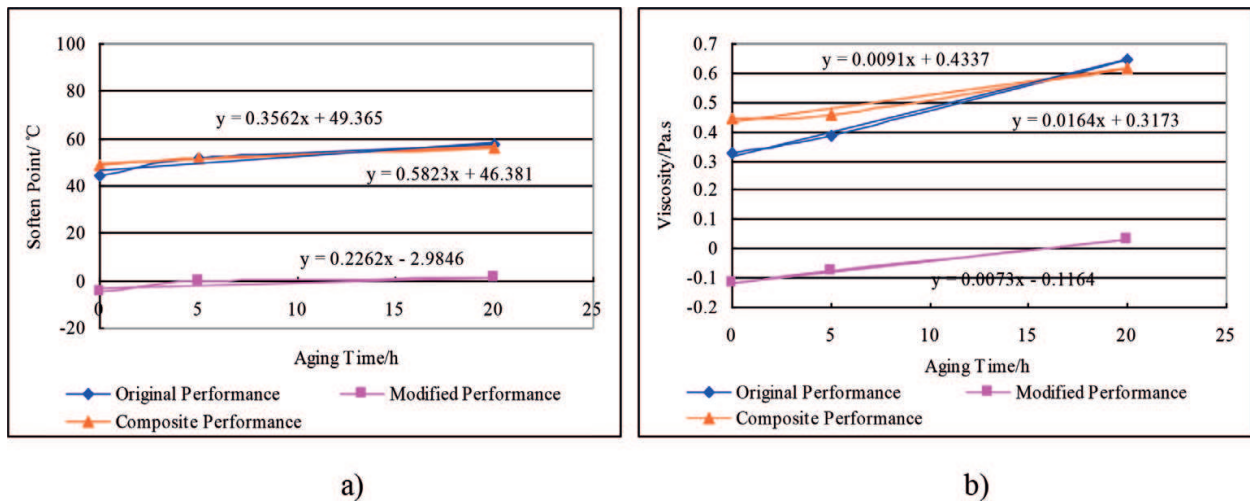 100
80
60
40
20
0
-20
0 5 10 15 20 25
Soften Point/ ℃
y = 0.3562x + 49.365
y = 0.5823x + 46.381
y = 0.2262x - 2.9846
Aging Time/h
Original Performance
Modified Performance
Composite Performance
a)
0.7
0.6
0.5
0.4
0.3
0.2
0.1
0
-0.1
-0.2
0 5 10 15 20 25
Viscosity/Pa.s
y = 0.0091x + 0.4337
y = 0.0164x + 0.3173
y = 0.0073x - 0.1164
Aging Time/h
Original Performance
Modified Performance
Composite Performance
b)